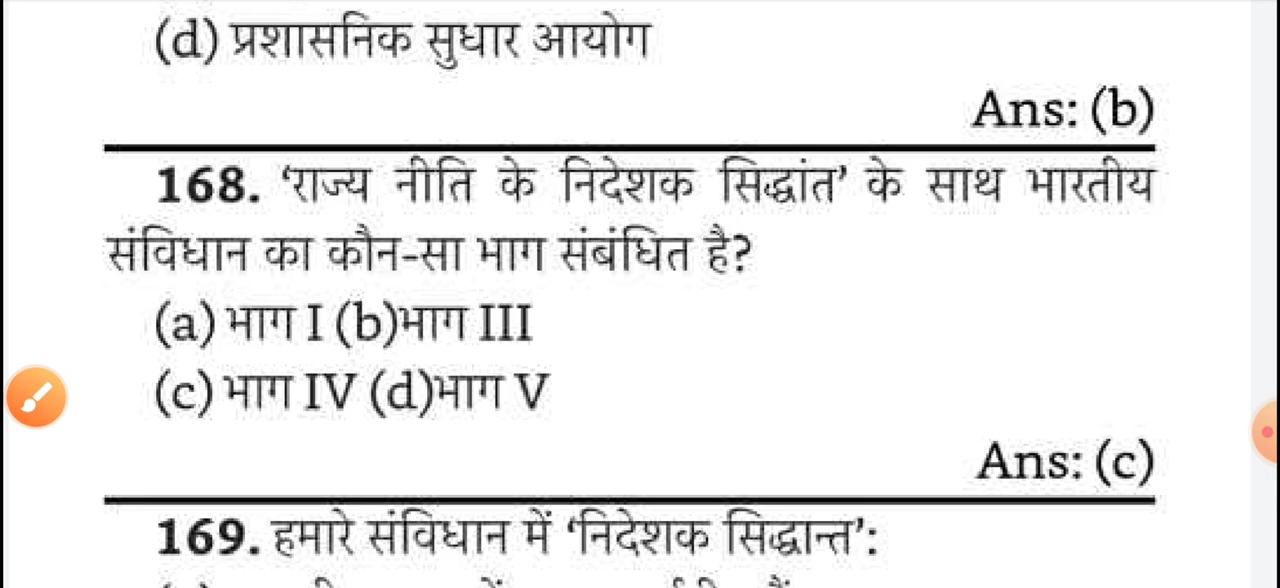 (d) प्रशासनिक सुधार आयोग
Ans: (b)
168. ‘राज्य नीति के निदेशक सिद्धांत’ के साथ भारतीय
संविधान का कौन-सा भाग संबंधित है?
(a) भाग I (b)भाग III
(c) भाग IV (d)भाग V
Ans: (c)
169. हमारे संविधान में ‘निदेशक सिद्धान्त’: